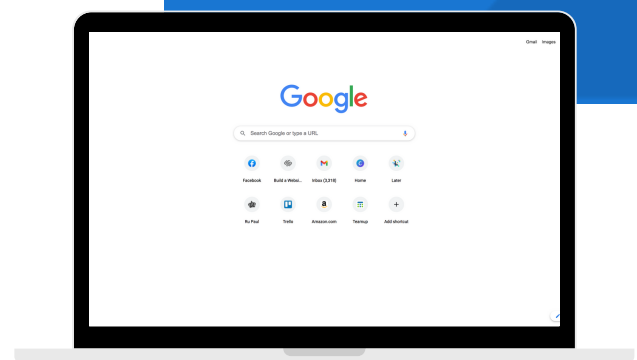 Gmail Images
Google
Search Google or type a URL
Facebook Build a Websi... Inbox (3,318) Home Later
Ru Paul Trello Amazon.com Teamup Add shortcut